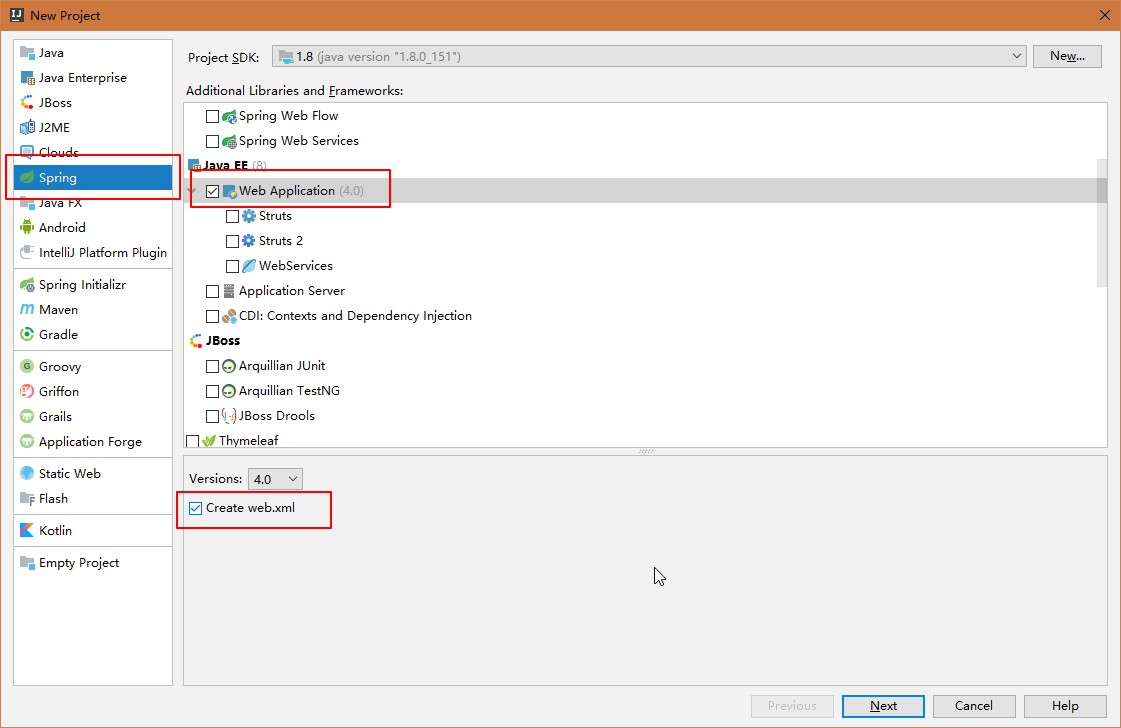 New Project
Java
Java Enterprise
JBoss
J2ME
Clouds
Spring
Java FX
Android
IntelliJ Platform Plugin
Spring Initializr
Maven
Gradle
Groovy
Griffon
Grails
Application Forge
Static Web
Flash
Kotlin
Empty Project
Project SDK: 1.8 (java version "1.8.0_151") New...
Additional Libraries and Frameworks:
Spring Web Flow
Spring Web Services
Java EE (8)
Web Application (4.0)
Struts
Struts 2
WebServices
Application Server
CDI: Contexts and Dependency Injection
JBoss
Arquillian JUnit
Arquillian TestNG
JBoss Drools
Thymeleaf
Versions: 4.0
Create web.xml
Previous Next Cancel Help